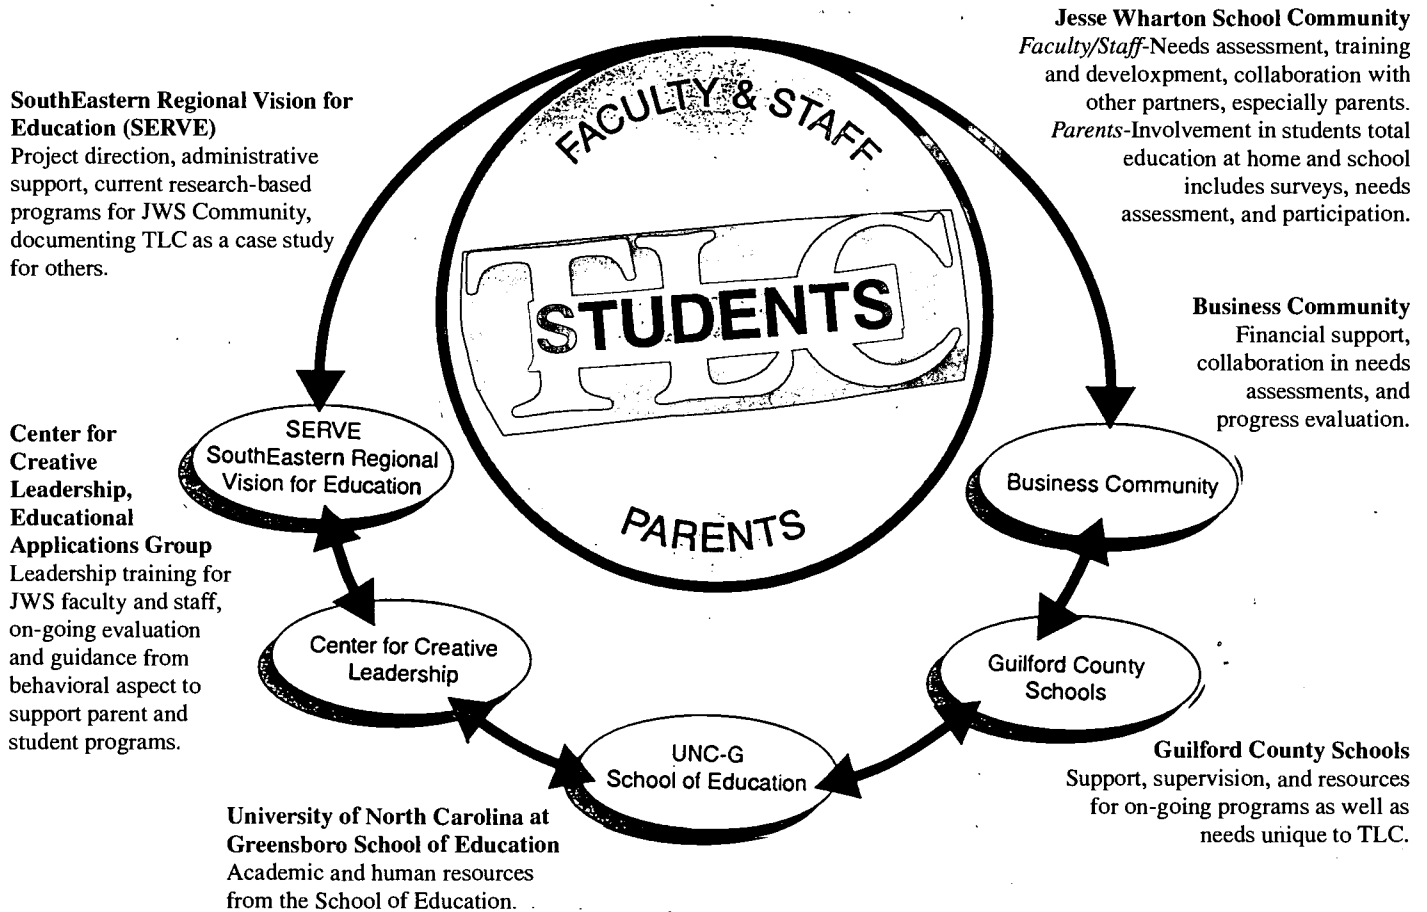 SouthEastern Regional Vision for
Education (SERVE)
Project direction, administrative
support, current research-based
programs for JWS Community,
documenting TLC as a case study
for others.
Center for
Creative
Leadership,
Educational
Applications Group
Leadership training for
JWS faculty and staff,
on-going evaluation
and guidance from
behavioral aspect to
support parent and
student programs.
FACULTY & STAFF
TLC
STUDENTS
PARENTS
SERVE
SouthEastern Regional
Vision for Education
Center for Creative
Leadership
UNC-G
School of Education
Guilford County
Schools
Business Community
University of North Carolina at
Greensboro School of Education
Academic and human resources
from the School of Education.
Jesse Wharton School Community
Faculty/Staff-Needs assessment, training
and develoxpment, collaboration with
other partners, especially parents.
Parents-Involvement in students total
education at home and school
includes surveys, needs
assessment, and participation.
Business Community
Financial support,
collaboration in needs
assessments, and
progress evaluation.
Guilford County Schools
Support, supervision, and resources
for on-going programs as well as
needs unique to TLC.